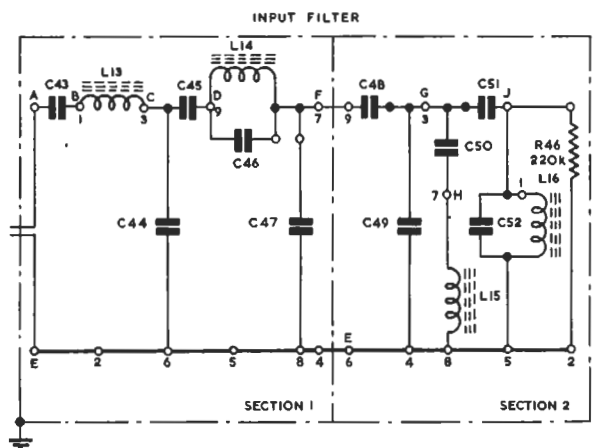 INPUT FILTER
L14
C43
L13
C45
C48
C51
A
B
C
D
F
G
J
1
3
9
7
9
3
C46
C50
R46
220k
L16
1
7 H
C44
C47
C49
C52
L15
E
E
2
6
5
8
4
6
4
8
5
2
SECTION 1
SECTION 2